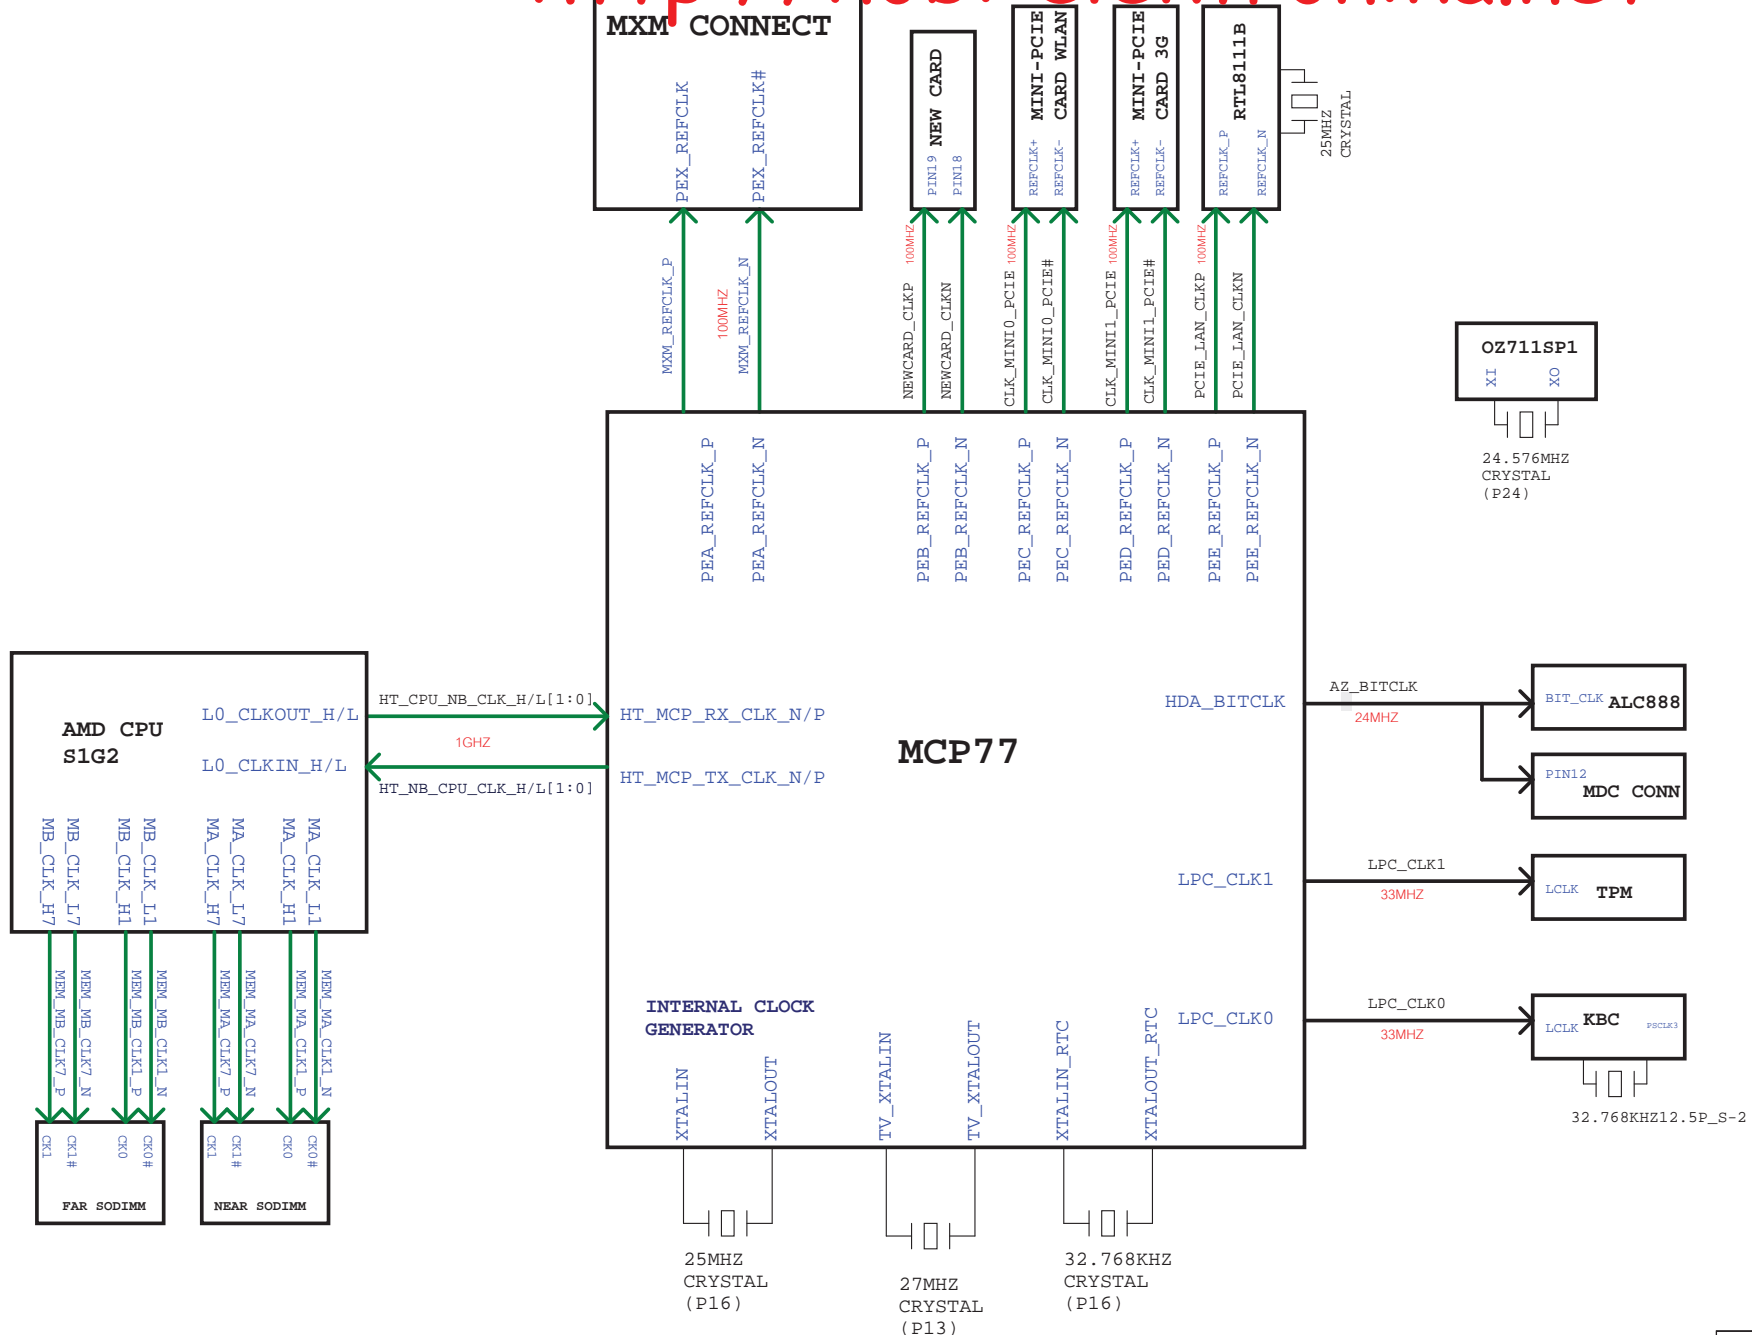 MXM CONNECT
PEX_REFCLK
PEX_REFCLK#
MXM_REFCLK_P
100MHZ
MXM_REFCLK_N
NEW CARD
PIN19
PIN18
100MHZ
NEWCARD_CLKP
NEWCARD_CLKN
MINI-PCIE
CARD WLAN
REFCLK+
REFCLK-
100MHZ
CLK_MINI0_PCIE
CLK_MINI0_PCIE#
MINI-PCIE
CARD 3G
REFCLK+
REFCLK-
100MHZ
CLK_MINI1_PCIE
CLK_MINI1_PCIE#
RTL8111B
REFCLK_P
REFCLK_N
100MHZ
PCIE_LAN_CLKP
PCIE_LAN_CLKN
25MHZ
CRYSTAL
OZ711SP1
XI
XO
24.576MHZ
CRYSTAL
(P24)
PEA_REFCLK_P
PEA_REFCLK_N
PEB_REFCLK_P
PEB_REFCLK_N
PEC_REFCLK_P
PEC_REFCLK_N
PED_REFCLK_P
PED_REFCLK_N
PEE_REFCLK_P
PEE_REFCLK_N
AMD CPU
S1G2
L0_CLKOUT_H/L
L0_CLKIN_H/L
HT_CPU_NB_CLK_H/L[1:0]
1GHZ
HT_NB_CPU_CLK_H/L[1:0]
HT_MCP_RX_CLK_N/P
HT_MCP_TX_CLK_N/P
MCP77
HDA_BITCLK
AZ_BITCLK
24MHZ
BIT_CLK
ALC888
PIN12
MDC CONN
LPC_CLK1
LPC_CLK1
33MHZ
LCLK
TPM
LPC_CLK0
LPC_CLK0
33MHZ
LCLK
KBC
PSCLK3
32.768KHZ12.5P_S-2
MB_CLK_H7
MB_CLK_L7
MB_CLK_H1
MB_CLK_L1
MA_CLK_H7
MA_CLK_L7
MA_CLK_H1
MA_CLK_L1
MEM_MB_CLK7_P
MEM_MB_CLK7_N
MEM_MB_CLK1_P
MEM_MB_CLK1_N
MEM_MA_CLK7_P
MEM_MA_CLK7_N
MEM_MA_CLK1_P
MEM_MA_CLK1_N
CK1
CK1#
CK0
CK0#
FAR SODIMM
CK1
CK1#
CK0
CK0#
NEAR SODIMM
INTERNAL CLOCK
GENERATOR
XTALIN
XTALOUT
TV_XTALIN
TV_XTALOUT
XTALIN_RTC
XTALOUT_RTC
25MHZ
CRYSTAL
(P16)
27MHZ
CRYSTAL
(P13)
32.768KHZ
CRYSTAL
(P16)